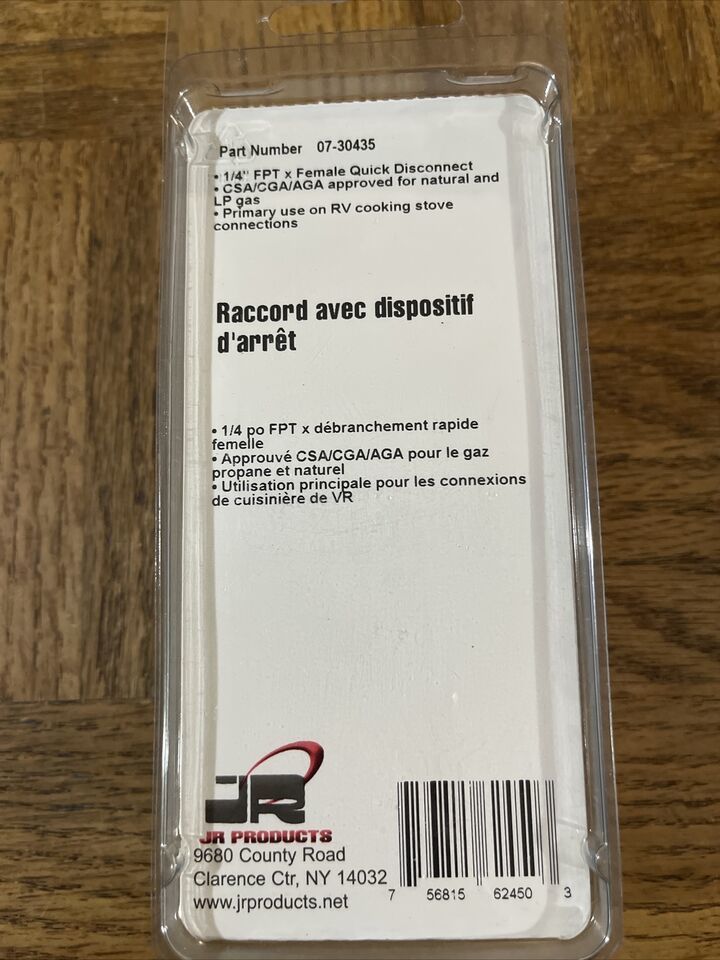 Part Number 07-30435
• 1/4" FPT x Female Quick Disconnect
• CSA/CGA/AGA approved for natural and
LP gas
• Primary use on RV cooking stove
connections
Raccord avec dispositif
d'arrêt
• 1/4 po FPT x débranchement rapide
femelle
• Approuvé CSA/CGA/AGA pour le gaz
propane et naturel
• Utilisation principale pour les connexions
de cuisinière de VR
JR
JR PRODUCTS
9680 County Road
Clarence Ctr, NY 14032
www.jrproducts.net
7 56815 62450 3